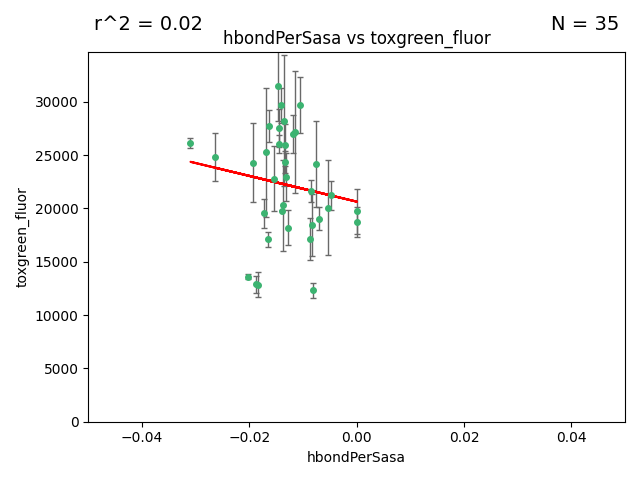 r^2 = 0.02
N = 35
hbondPerSasa vs toxgreen_fluor
30000
25000
20000
15000
10000
5000
0
toxgreen_fluor
−0.04
−0.02
0.00
0.02
0.04
hbondPerSasa